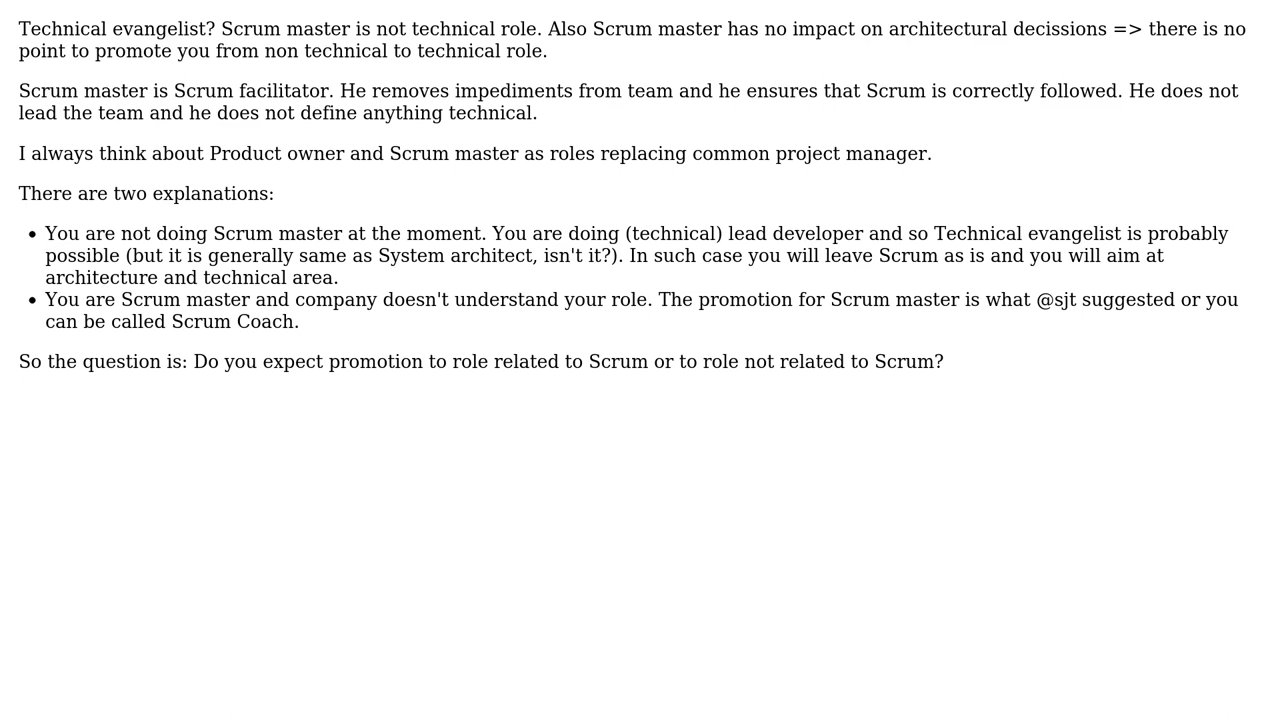 Technical evangelist? Scrum master is not technical role. Also Scrum master has no impact on architectural decissions => there is no
point to promote you from non technical to technical role.
Scrum master is Scrum facilitator. He removes impediments from team and he ensures that Scrum is correctly followed. He does not
lead the team and he does not define anything technical.
I always think about Product owner and Scrum master as roles replacing common project manager.
There are two explanations:
• You are not doing Scrum master at the moment. You are doing (technical) lead developer and so Technical evangelist is probably
possible (but it is generally same as System architect, isn't it?). In such case you will leave Scrum as is and you will aim at
architecture and technical area.
• You are Scrum master and company doesn't understand your role. The promotion for Scrum master is what @sjt suggested or you
can be called Scrum Coach.
So the question is: Do you expect promotion to role related to Scrum or to role not related to Scrum?